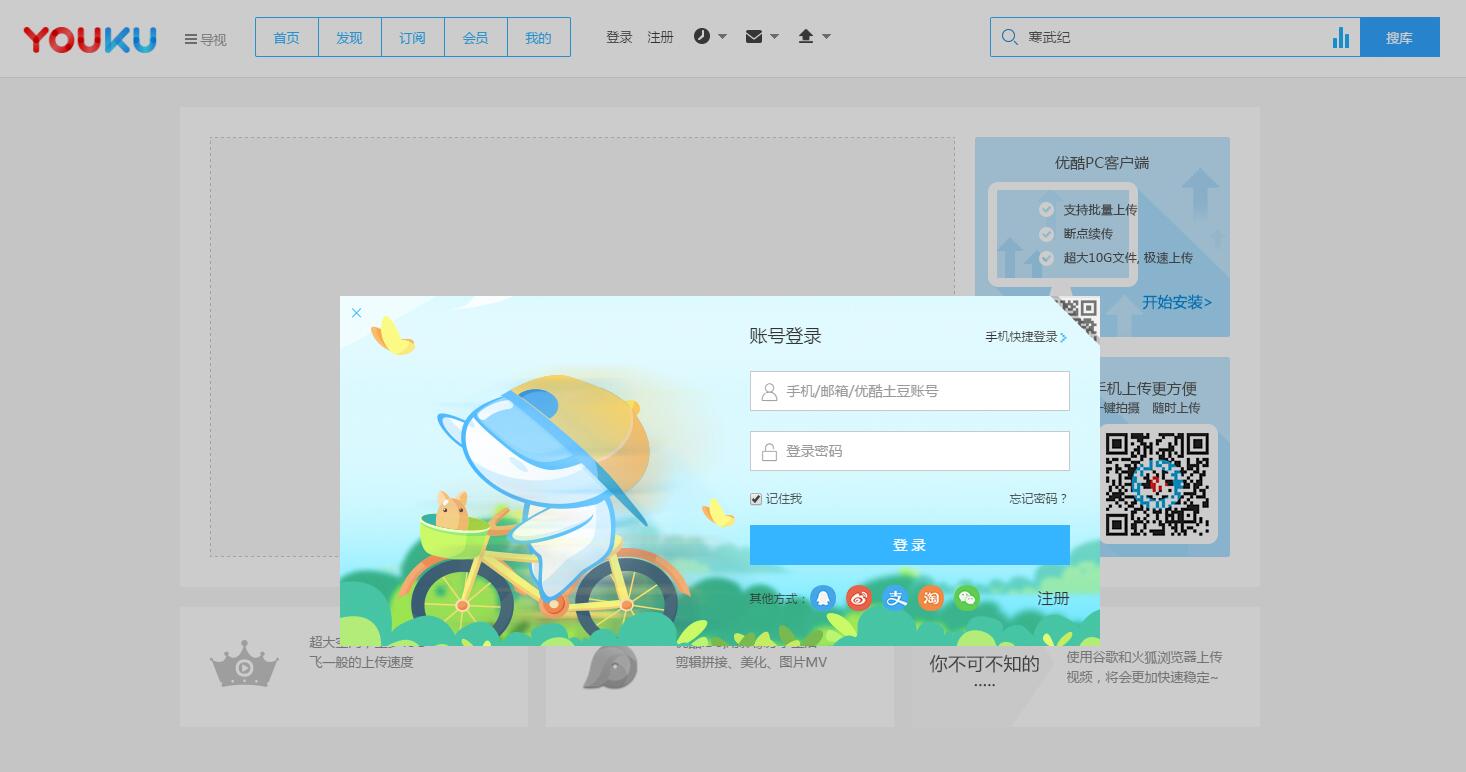 YOUKU
导视
首页
发现
订阅
会员
我的
登录
注册
寒武纪
搜库
优酷PC客户端
支持批量上传
断点续传
超大10G文件, 极速上传
开始安装>
账号登录
手机快捷登录
手机/邮箱/优酷土豆账号
登录密码
记住我
忘记密码？
登 录
其他方式：
支
淘
注册
手机上传更方便
一键拍摄 随时上传
飞一般的上传速度
剪辑拼接、美化、图片MV
你不可不知的
.....
使用谷歌和火狐浏览器上传
视频，将会更加快速稳定~